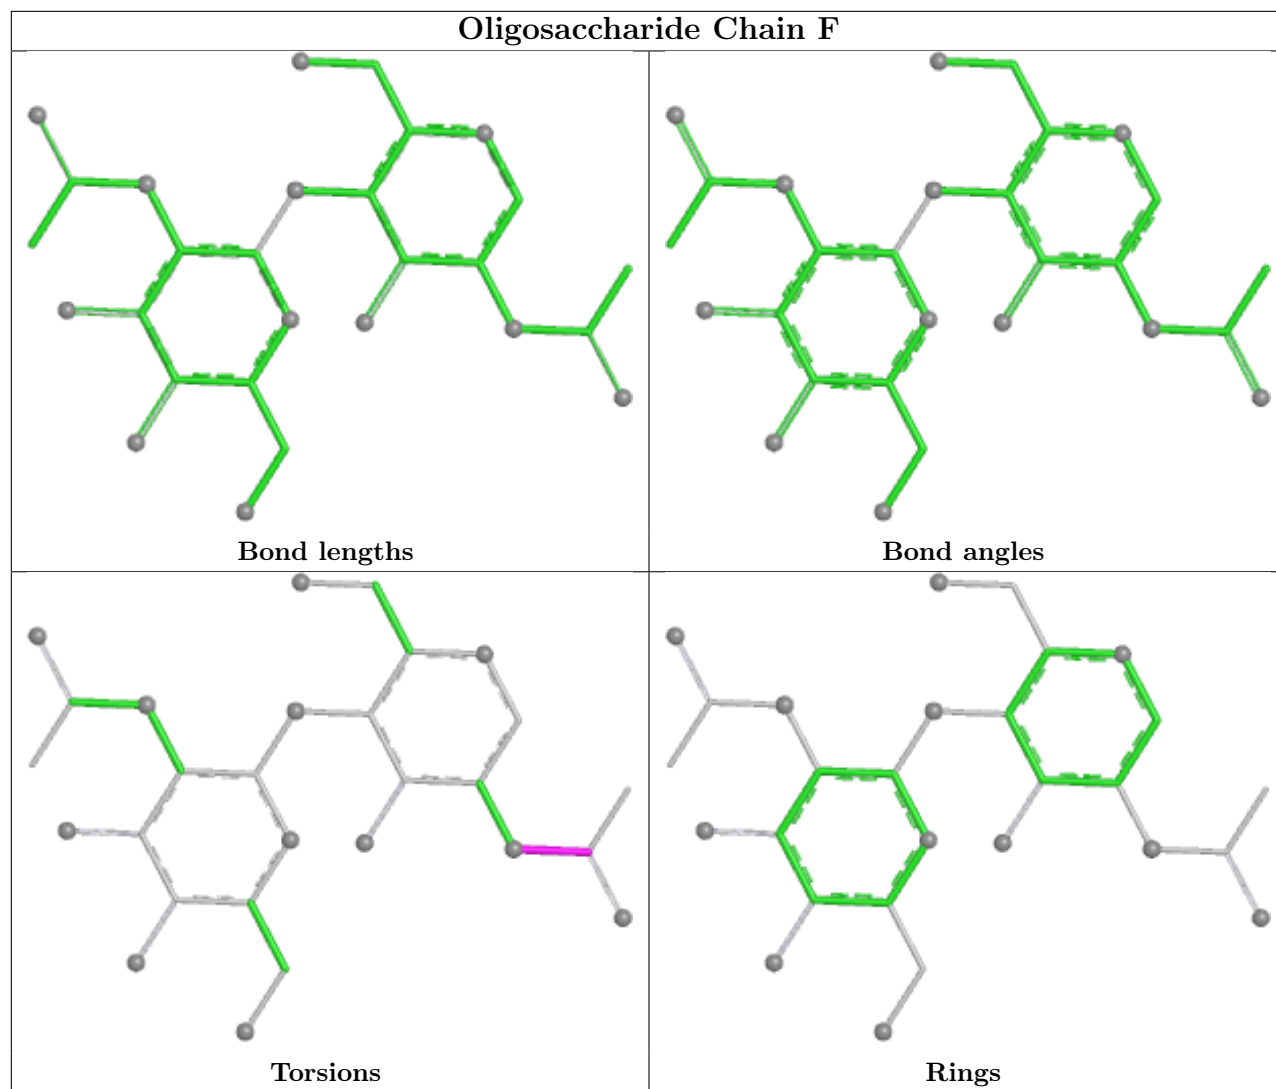 Oligosaccharide Chain F
Bond lengths
Bond angles
Torsions
Rings